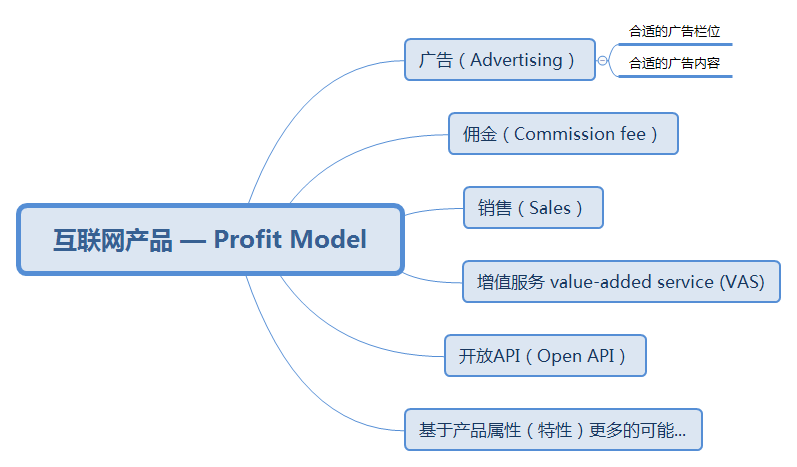 互联网产品 — Profit Model
广告（Advertising）
合适的广告栏位
合适的广告内容
佣金（Commission fee）
销售（Sales）
增值服务 value-added service (VAS)
开放API（Open API）
基于产品属性（特性）更多的可能...